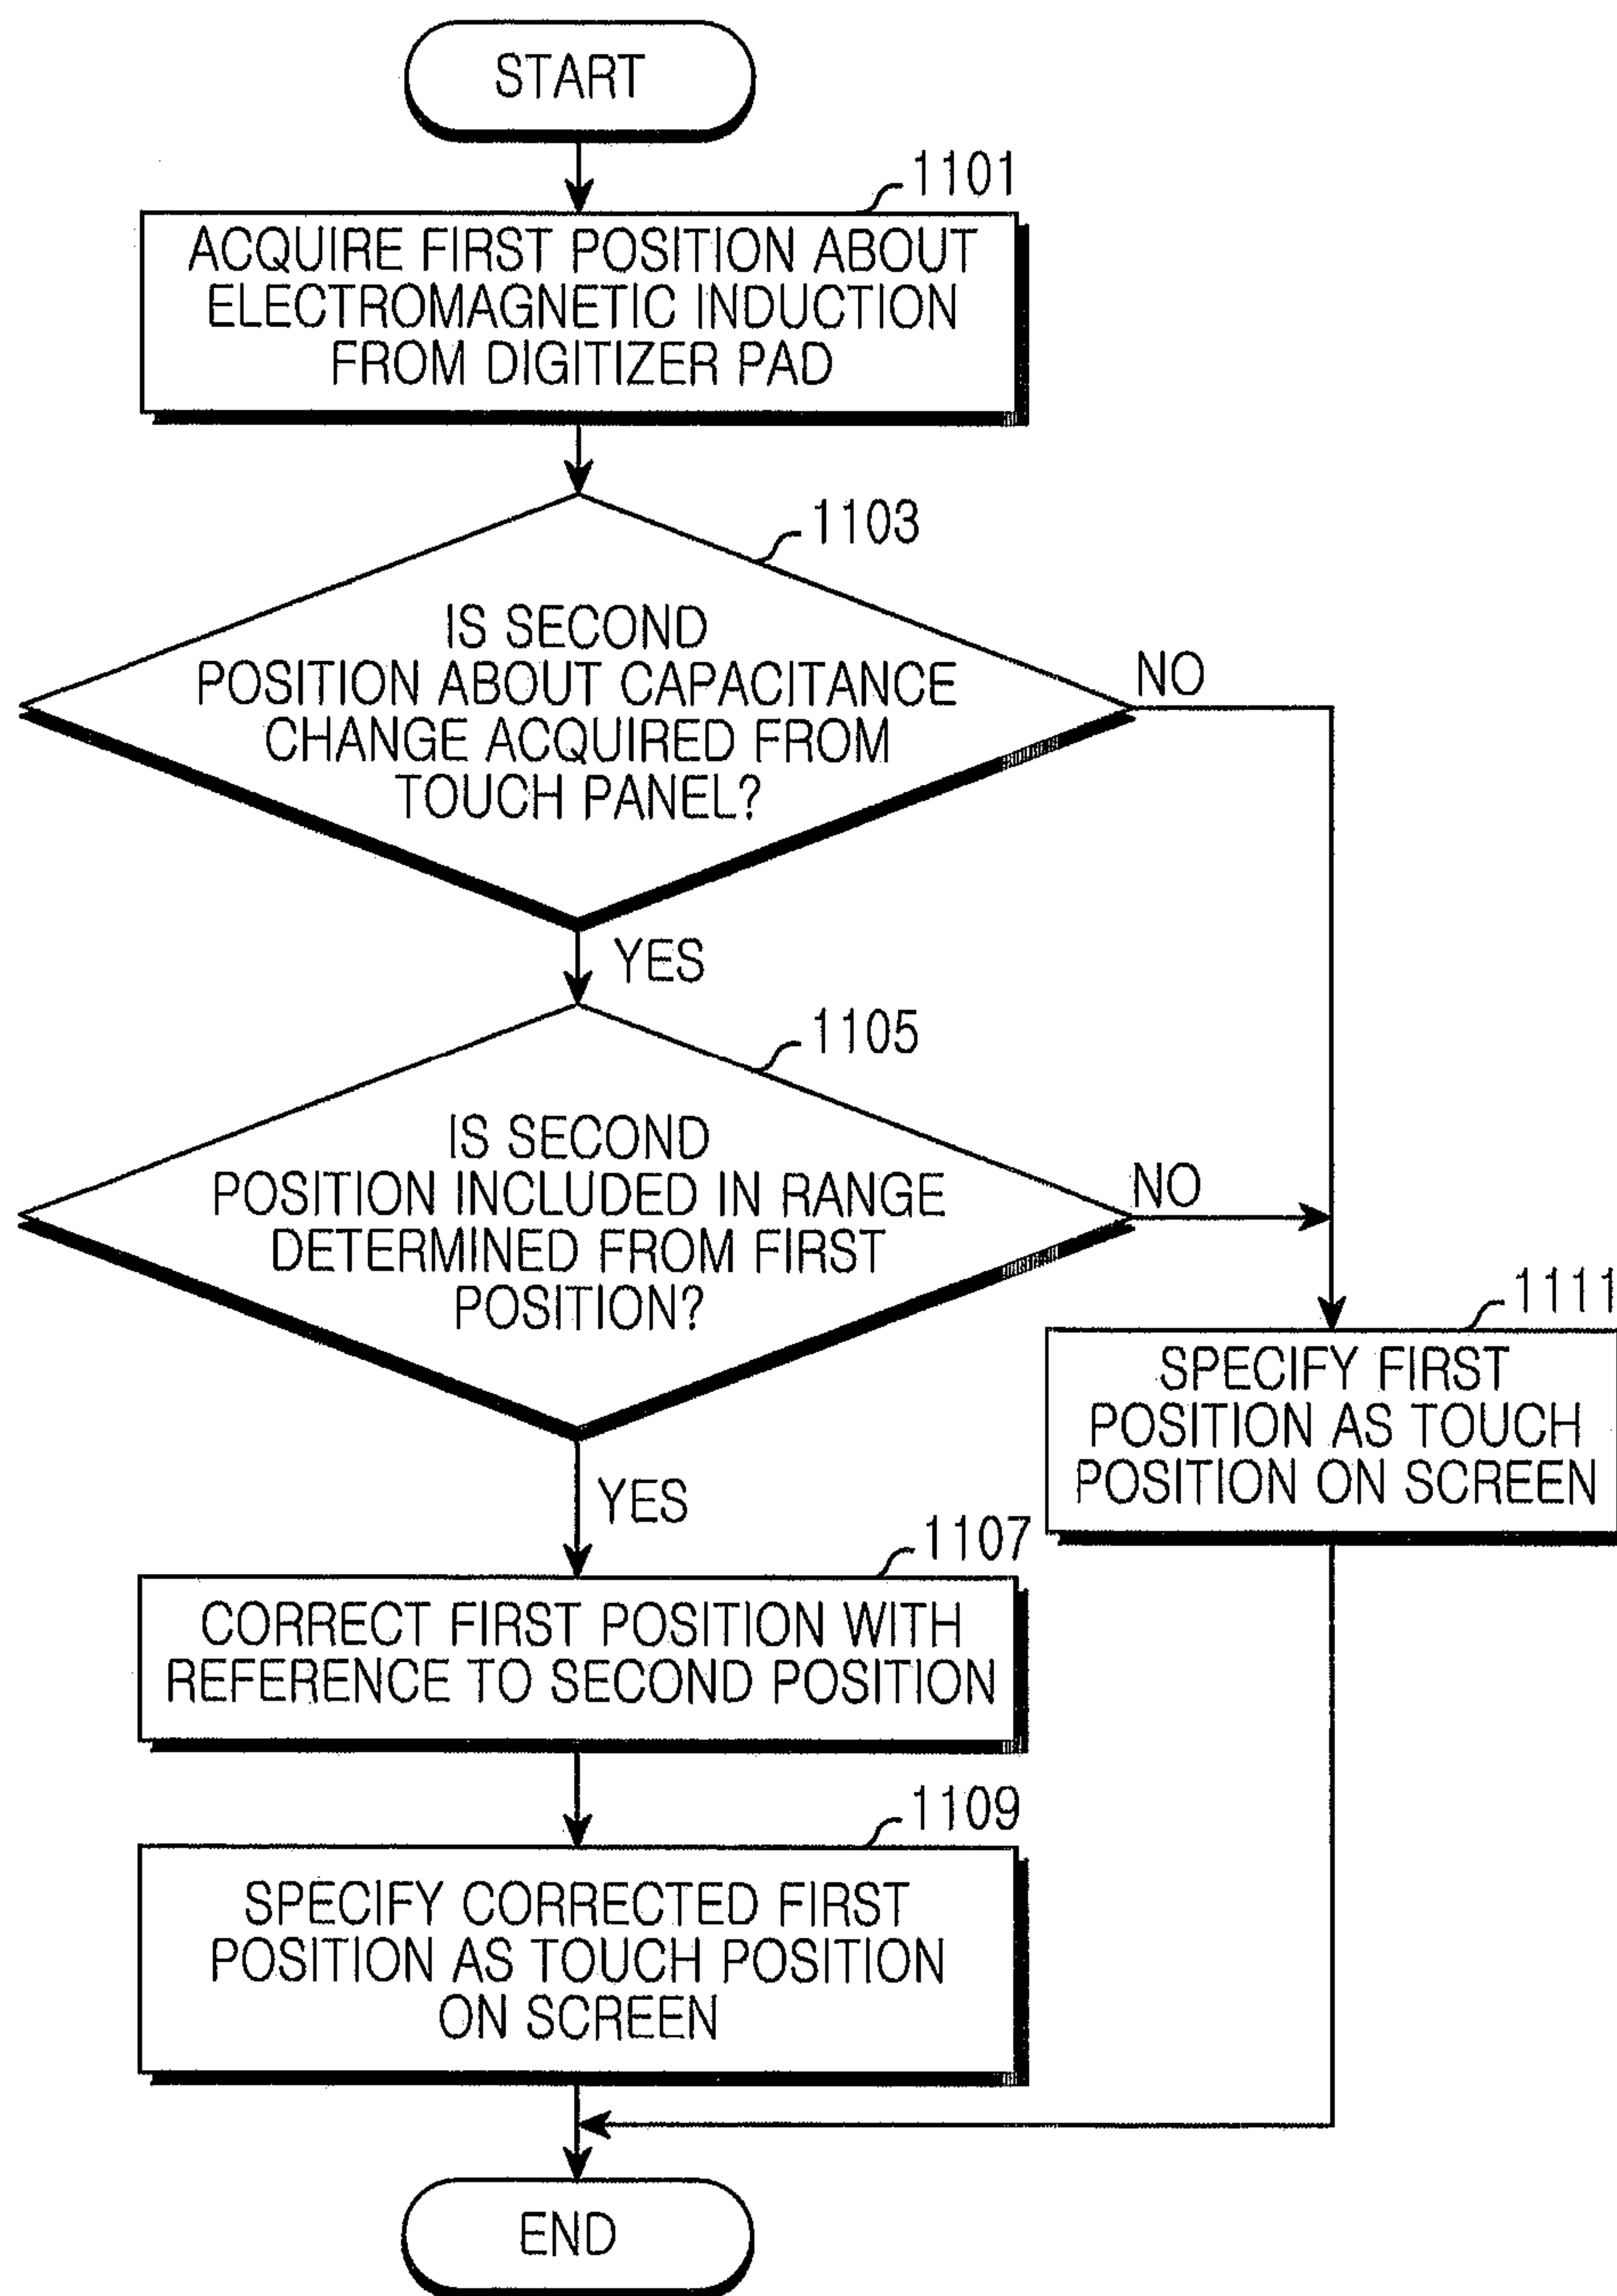 START
1101
ACQUIRE FIRST POSITION ABOUT
ELECTROMAGNETIC INDUCTION
FROM DIGITIZER PAD
1103
IS SECOND
POSITION ABOUT CAPACITANCE
CHANGE ACQUIRED FROM
TOUCH PANEL?
NO
YES
1105
IS SECOND
POSITION INCLUDED IN RANGE
DETERMINED FROM FIRST
POSITION?
NO
YES
1111
SPECIFY FIRST
POSITION AS TOUCH
POSITION ON SCREEN
1107
CORRECT FIRST POSITION WITH
REFERENCE TO SECOND POSITION
1109
SPECIFY CORRECTED FIRST
POSITION AS TOUCH POSITION
ON SCREEN
END